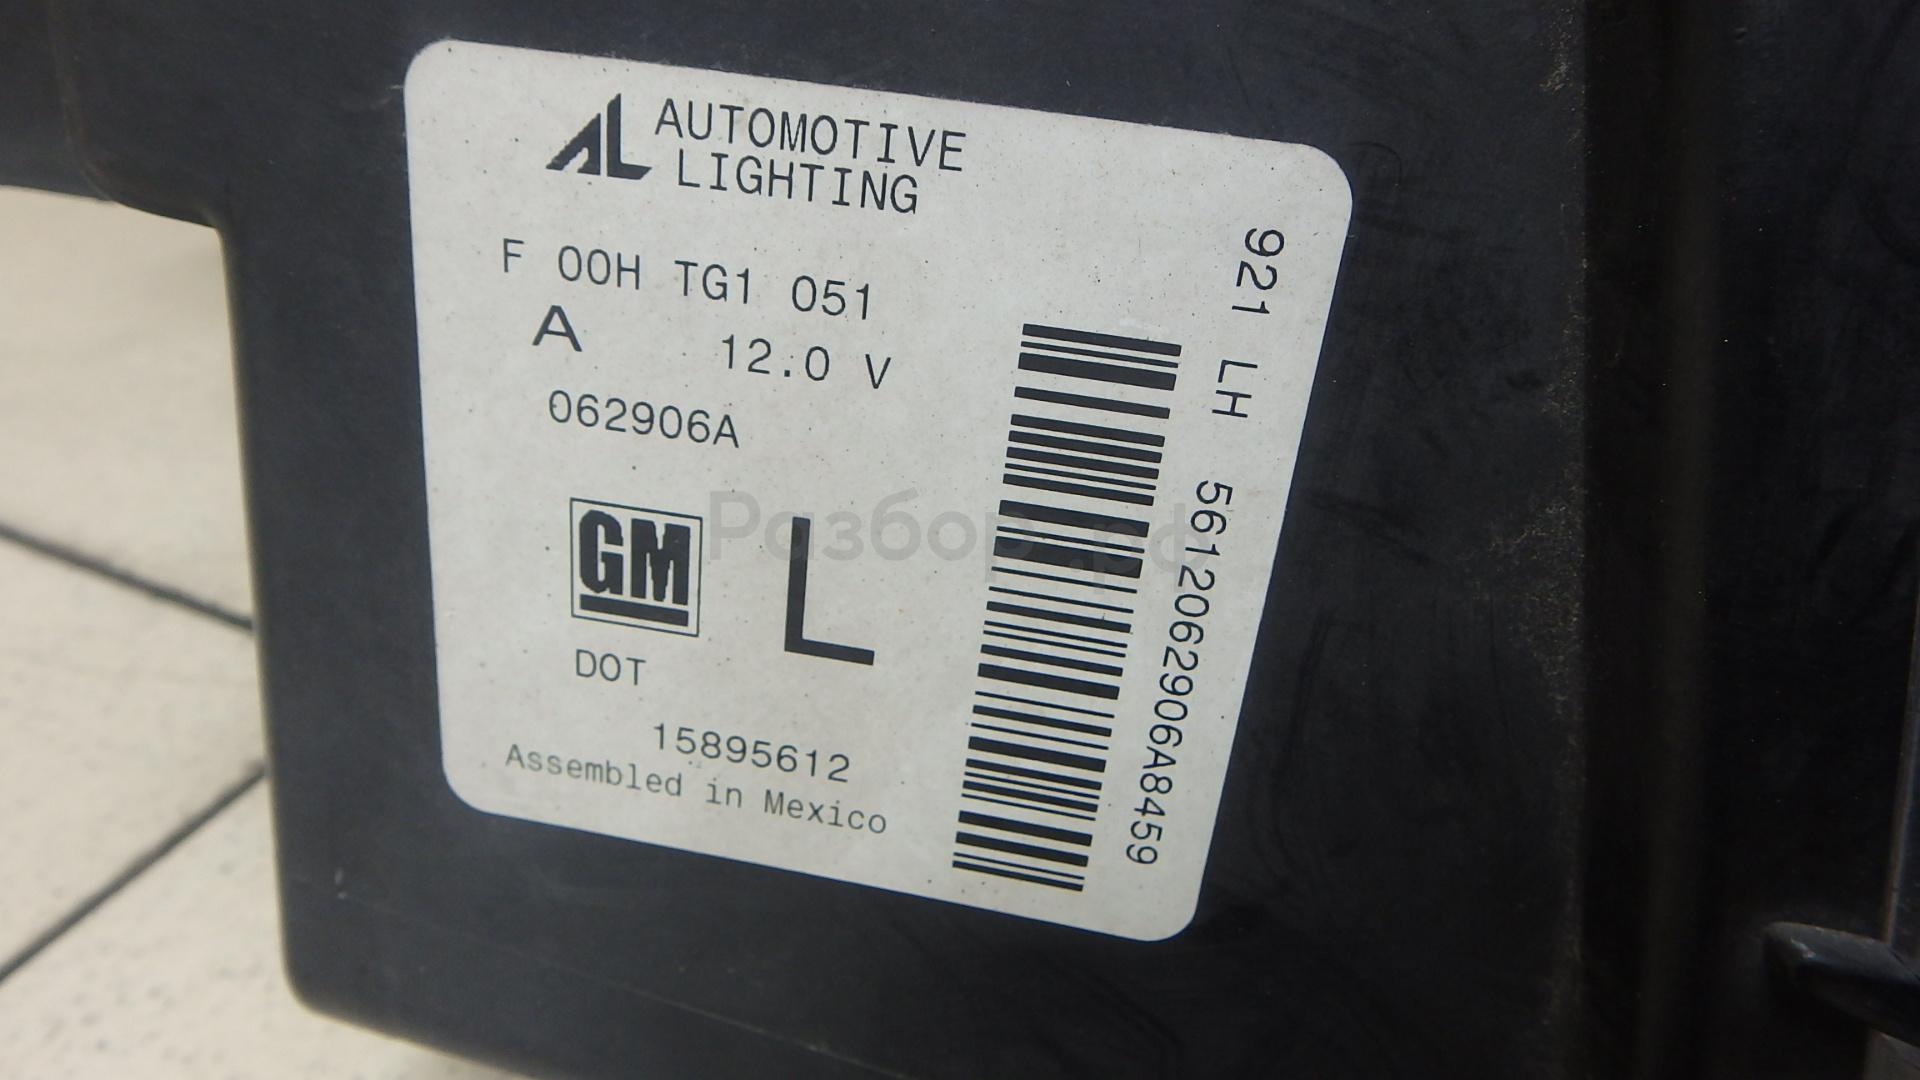 AL AUTOMOTIVE
LIGHTING
F 00H TG1 051
A 12.0 V
062906A
GM L
DOT
15895612
Assembled in Mexico
921 LH 5612062906A8459
Разбор.рф